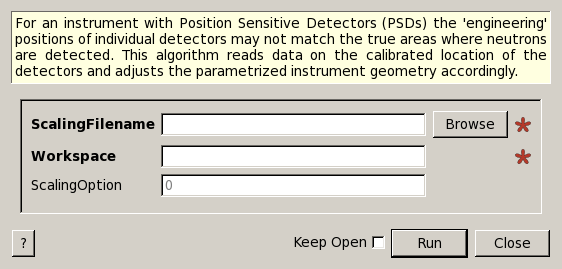 For an instrument with Position Sensitive Detectors (PSDs) the 'engineering'
positions of individual detectors may not match the true areas where neutrons
are detected. This algorithm reads data on the calibrated location of the
detectors and adjusts the parametrized instrument geometry accordingly.
ScalingFilename Browse *
Workspace *
ScalingOption 0
? Keep Open Run Close